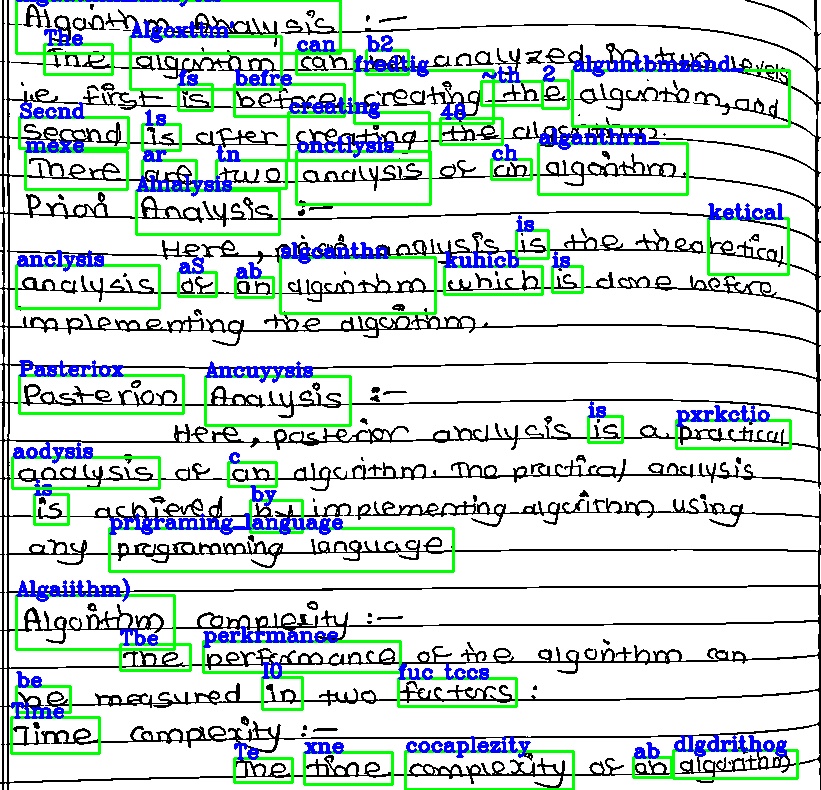 Algorithm Analysis :-
The algorithm can be analyzed in two levels
i.e first is before creating the algorithm, and
second is after creating the algorithm.
There are two analysis of an algorithm.
Priori Analysis :-
Here, priori analysis is the theoretical
analysis of an algorithm which is done before
implementing the algorithm.
Pasterior Analysis :-
Here, posterior analysis is a practical
analysis of an algorithm. The practical analysis
is achieved by implementing algorithm using
any programming language
Algorithm complexity :-
The performance of the algorithm can
be measured in two factors :
Time complexity :-
The time complexity of an algorithm